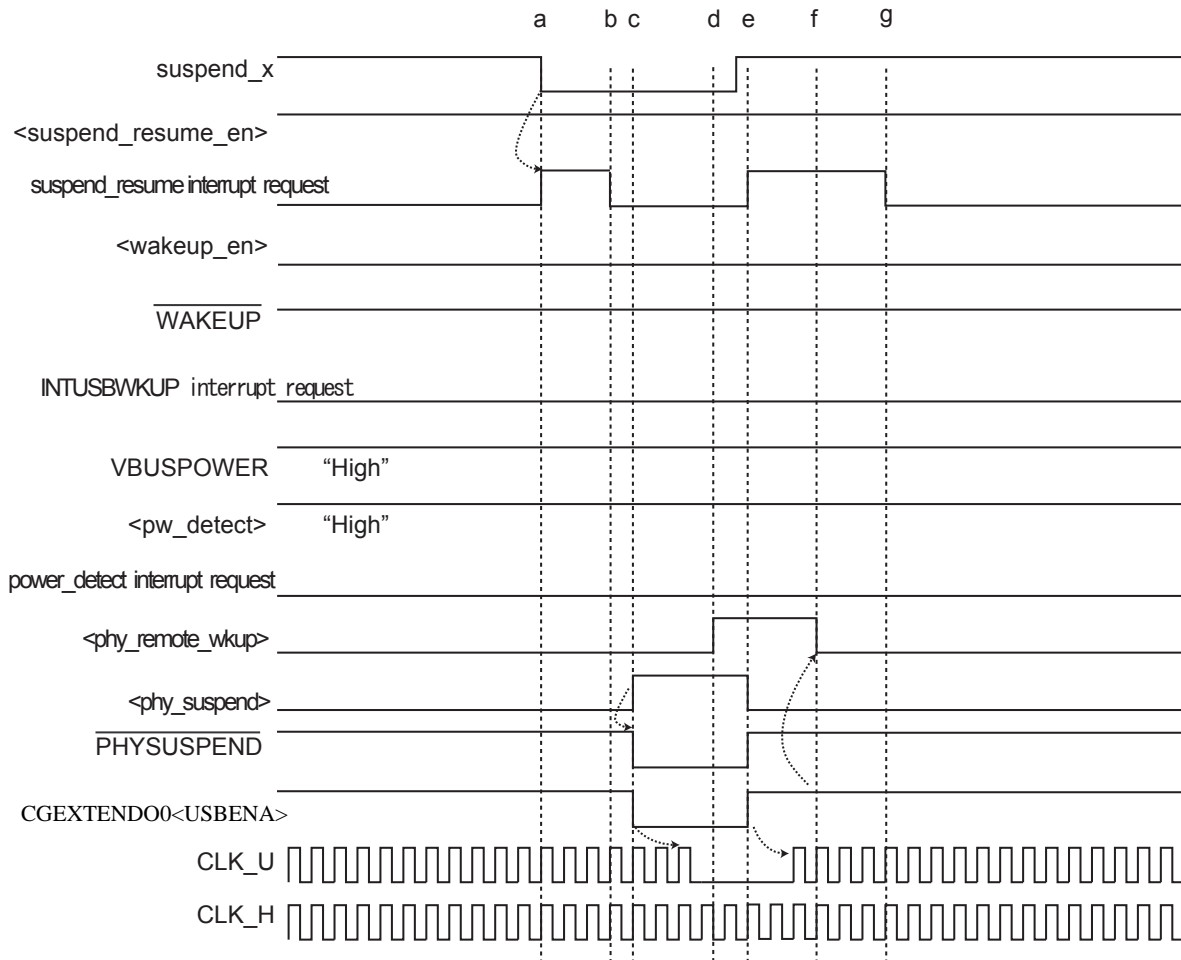 a b c d e f g
suspend_x
<suspend_resume_en>
suspend_resume interrupt request
<wakeup_en>
WAKEUP
INTUSBWKUP interrupt request
VBUSPOWER “High”
<pw_detect> “High”
power_detect interrupt request
<phy_remote_wkup>
<phy_suspend>
PHYSUSPEND
CGEXTENDO0<USBENA>
CLK_U
CLK_H